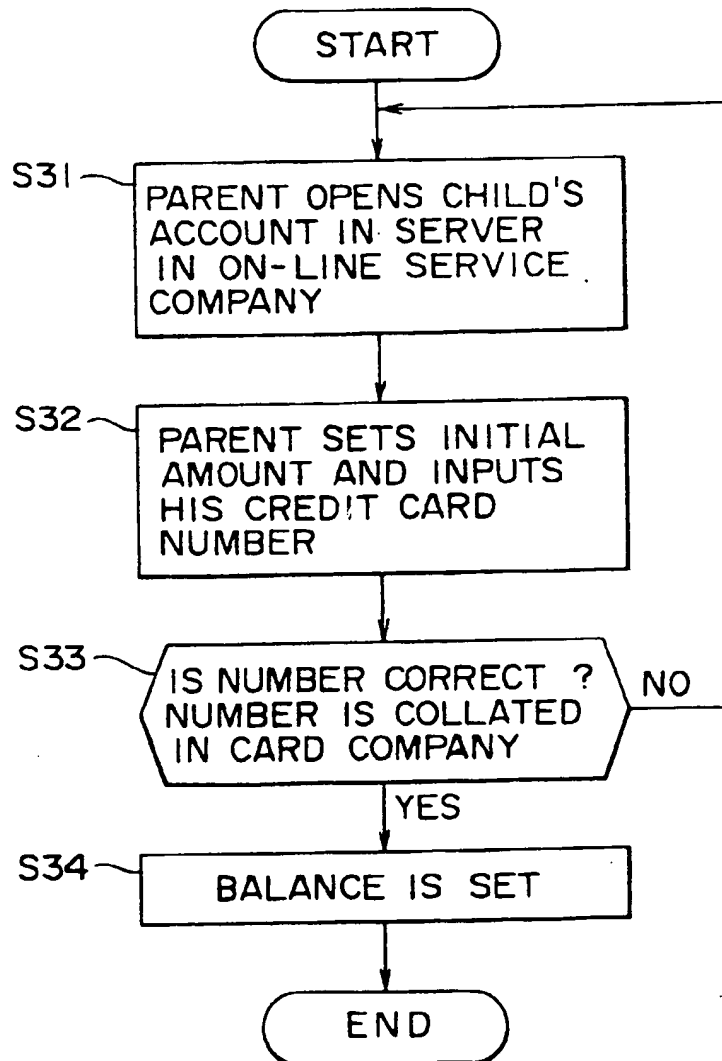 START
S31
PARENT OPENS CHILD'S
ACCOUNT IN SERVER
IN ON-LINE SERVICE
COMPANY
S32
PARENT SETS INITIAL
AMOUNT AND INPUTS
HIS CREDIT CARD
NUMBER
S33
IS NUMBER CORRECT ?
NUMBER IS COLLATED
IN CARD COMPANY
NO
YES
S34
BALANCE IS SET
END